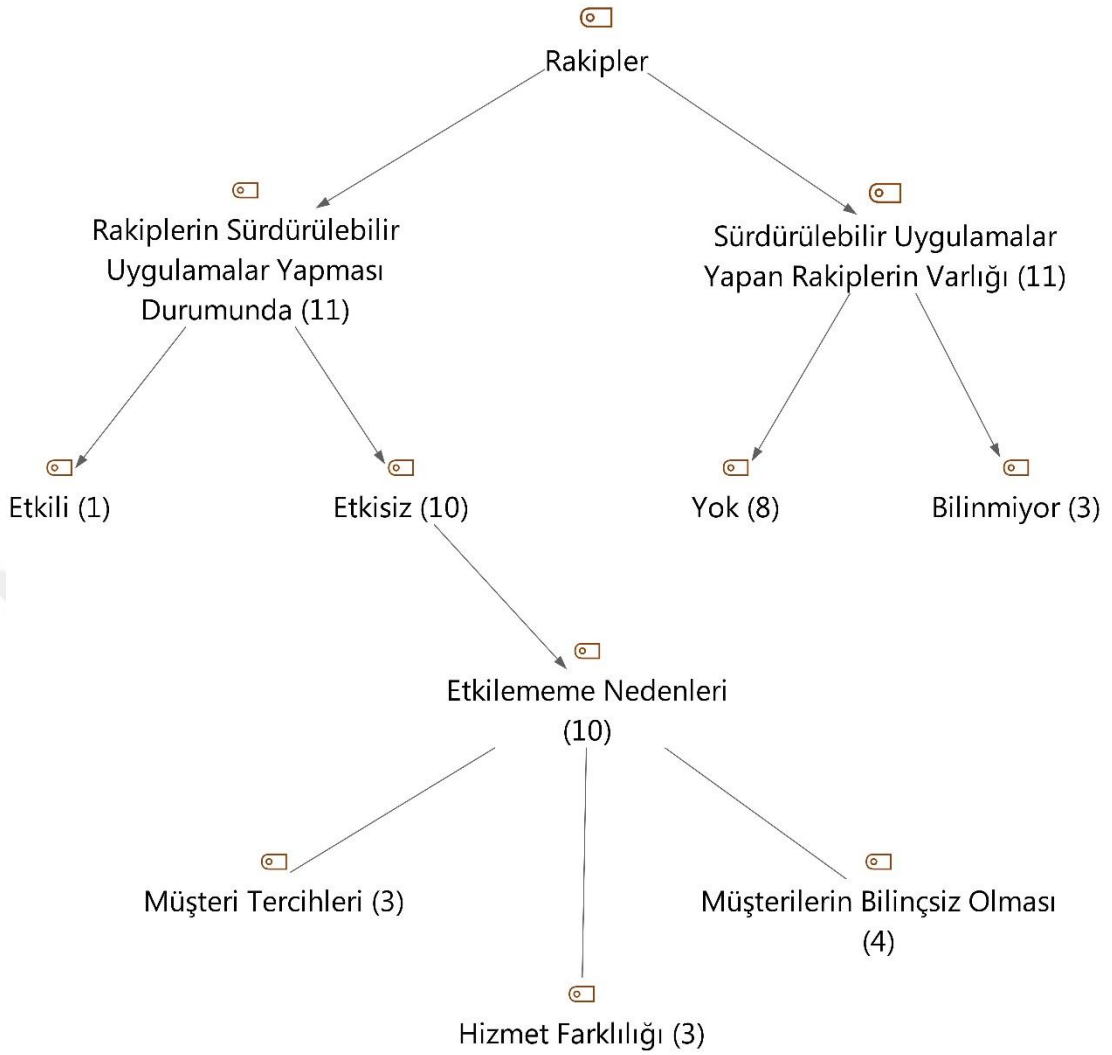 Rakipler
Rakiplerin Sürdürülebilir
Uygulamalar Yapması
Durumunda (11)
Sürdürülebilir Uygulamalar
Yapan Rakiplerin Varlığı (11)
Etkili (1)
Etkisiz (10)
Yok (8)
Bilinmiyor (3)
Etkilememe Nedenleri
(10)
Müşteri Tercihleri (3)
Müşterilerin Bilinçsiz Olması
(4)
Hizmet Farklılığı (3)